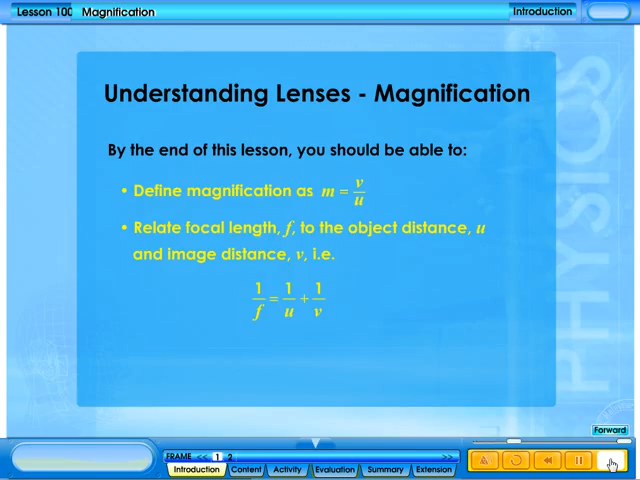 Lesson 100 Magnification Introduction
Understanding Lenses - Magnification
By the end of this lesson, you should be able to:
• Define magnification as m = v/u
• Relate focal length, f, to the object distance, u
and image distance, v, i.e.
1/f = 1/u + 1/v
PHYSICS
Forward
FRAME << 1 2 >>
Introduction Content Activity Evaluation Summary Extension